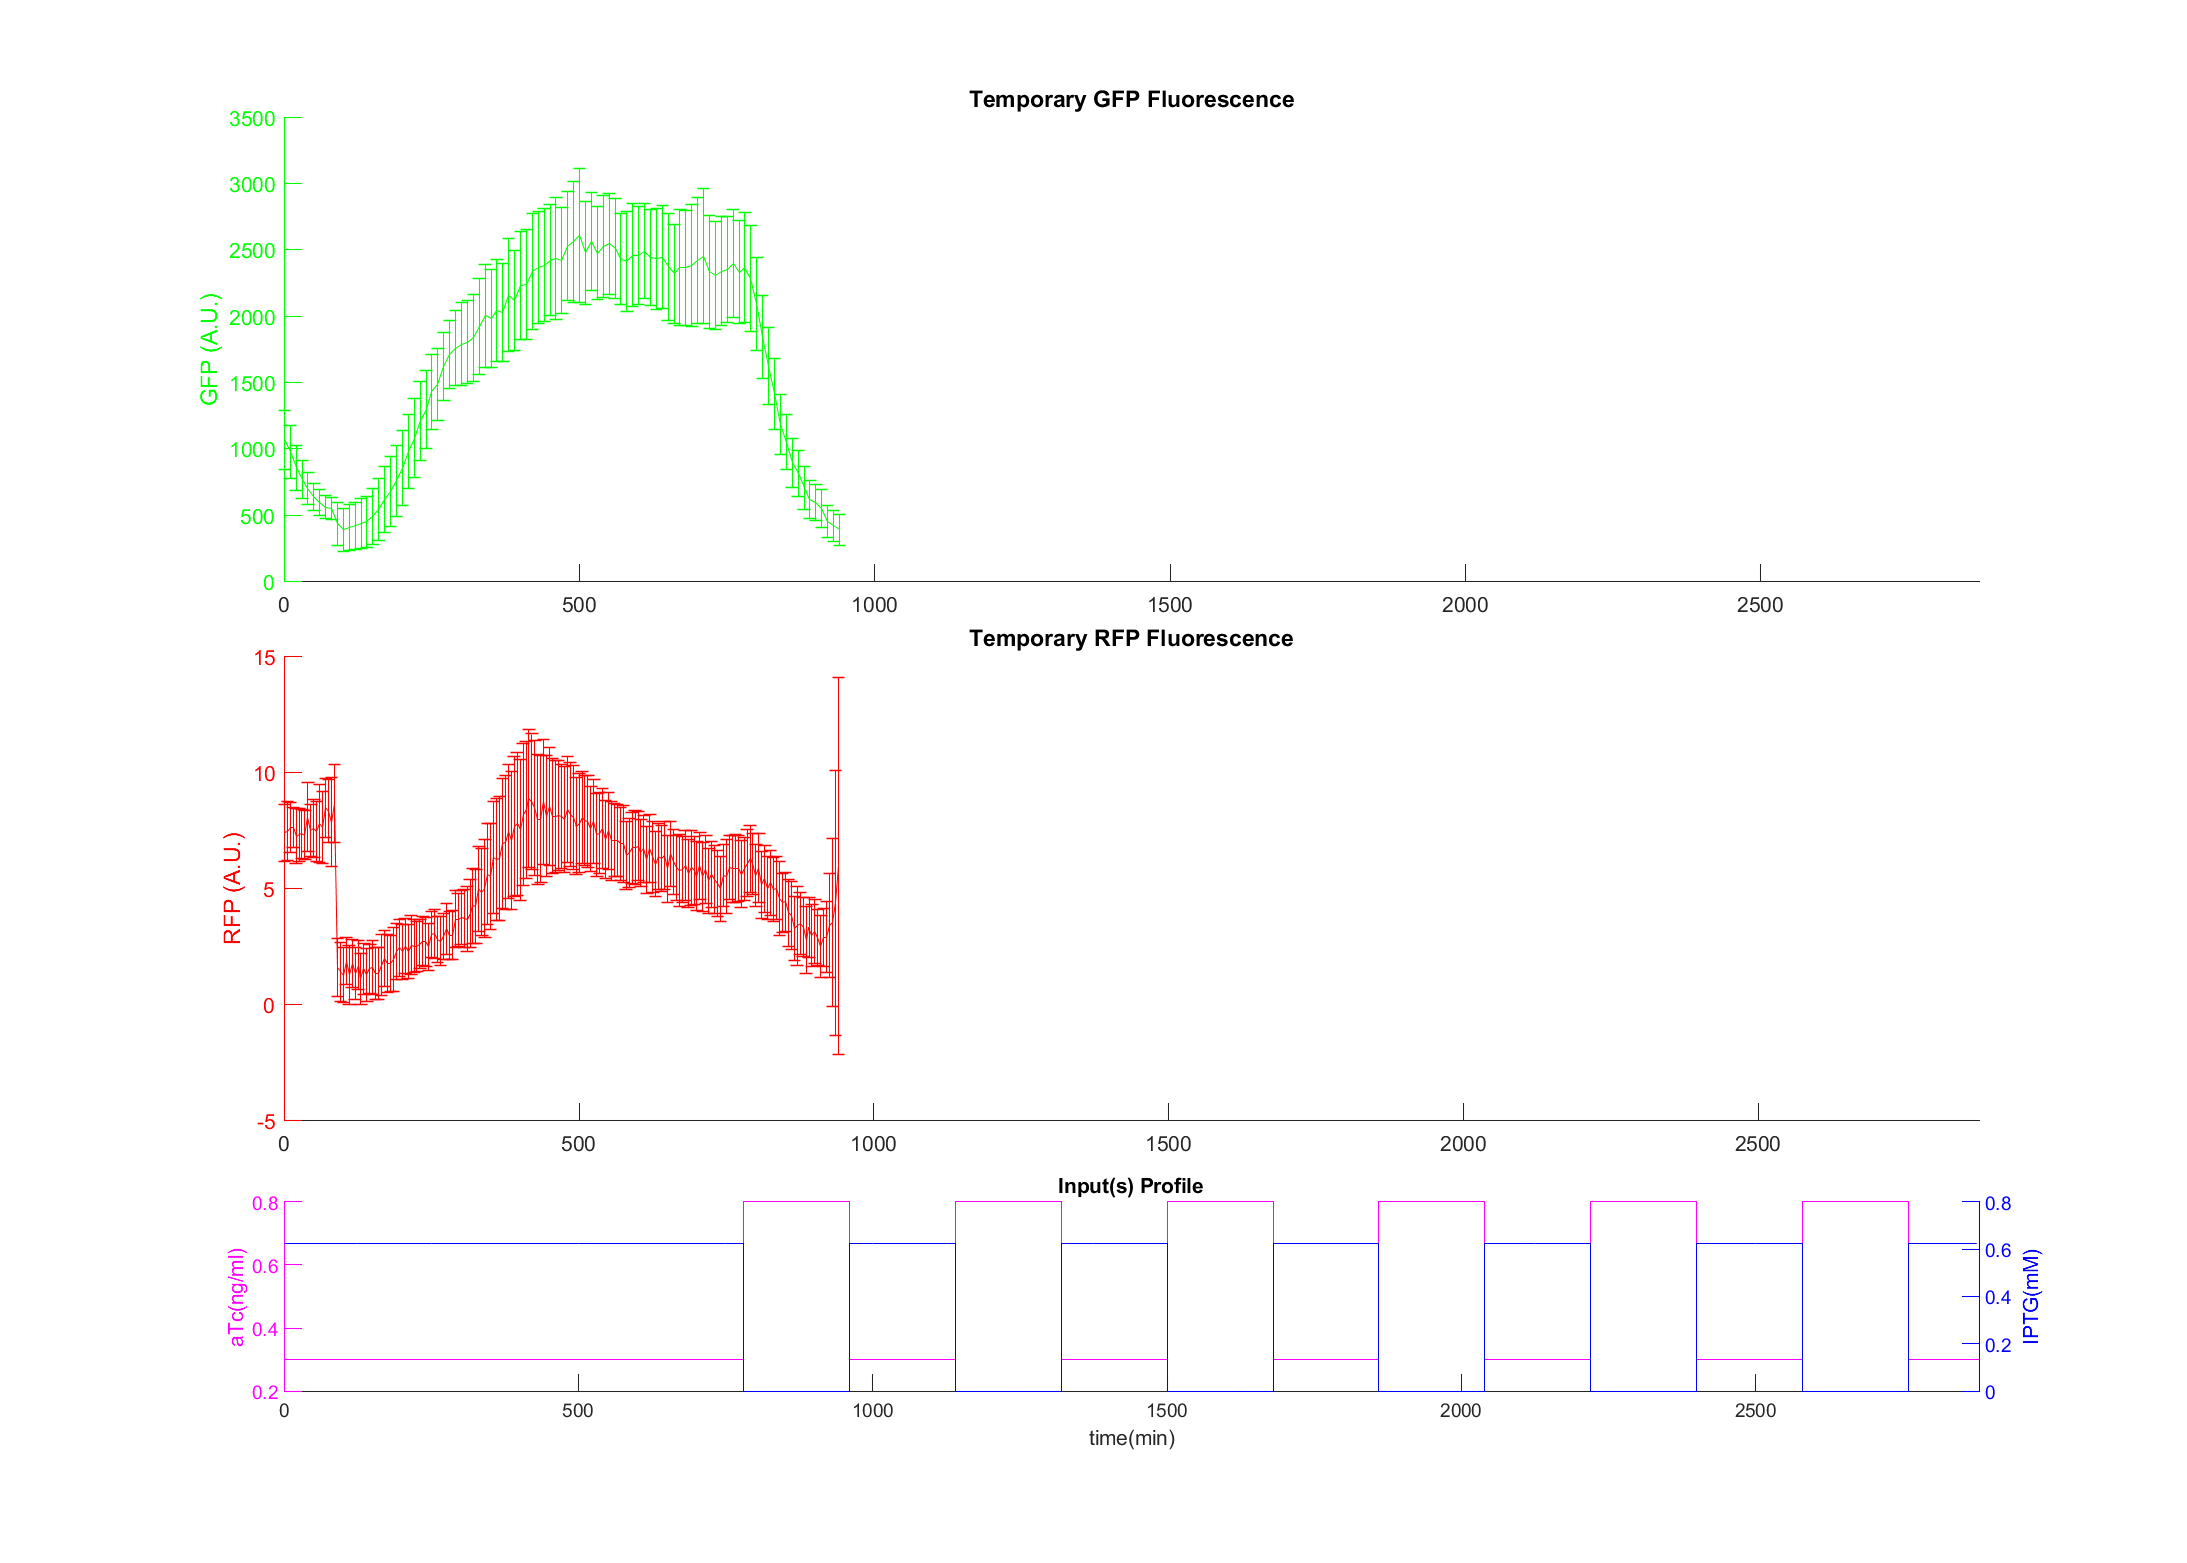 Temporary GFP Fluorescence
GFP (A.U.)
3500
3000
2500
2000
1500
1000
500
0
0 500 1000 1500 2000 2500
Temporary RFP Fluorescence
RFP (A.U.)
15
10
5
0
-5
0 500 1000 1500 2000 2500
Input(s) Profile
aTc(ng/ml)
0.8
0.6
0.4
0.2
IPTG(mM)
0.8
0.6
0.4
0.2
0
0 500 1000 1500 2000 2500
time(min)